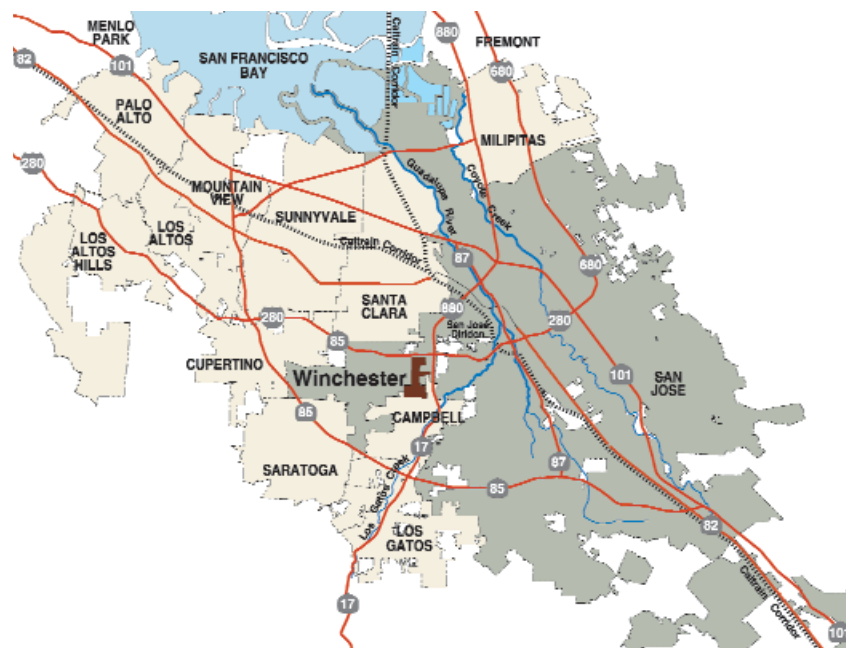 MENLO
PARK
82
101
SAN FRANCISCO
BAY
Caltrain
Corridor
880
FREMONT
680
PALO
ALTO
MILIPITAS
280
MOUNTAIN
VIEW
SUNNYVALE
Guadalupe River
Coyote Creek
LOS
ALTOS
HILLS
LOS
ALTOS
Caltrain Corridor
87
680
SANTA
CLARA
880
280
San Jose
Diridon
280
85
CUPERTINO
Winchester
101
SAN
JOSE
85
CAMPBELL
17
SARATOGA
Los Gatos Creek
87
85
LOS
GATOS
82
Caltrain
Corridor
17
101